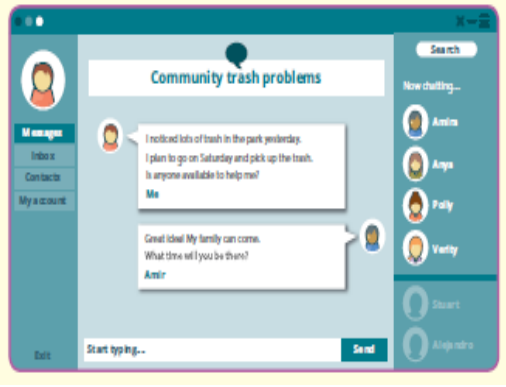 Search
Community trash problems
Now chatting...
Messages
Inbox
Contacts
My account
I noticed lots of trash in the park yesterday.
I plan to go on Saturday and pick up the trash.
Is anyone available to help me?
Me
Great idea! My family can come.
What time will you be there?
Amir
Amira
Anya
Polly
Verity
Stuart
Alejandro
Exit
Start typing...
Send